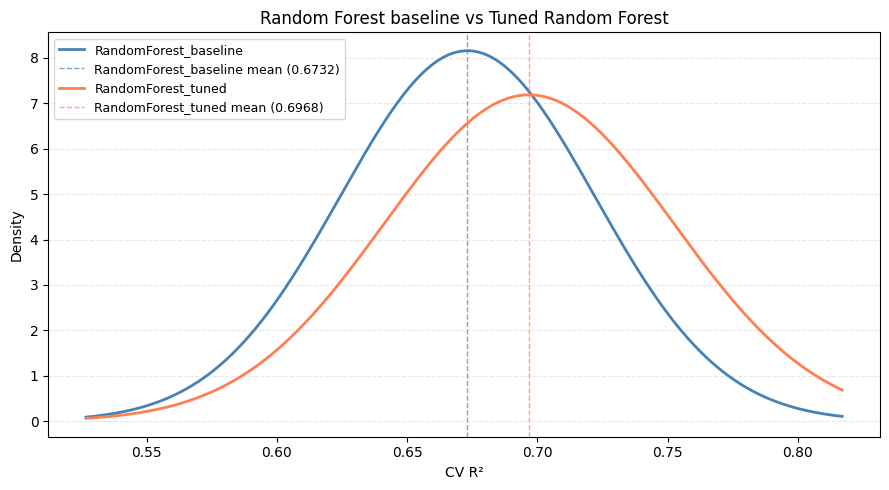 Random Forest baseline vs Tuned Random Forest
RandomForest_baseline
RandomForest_baseline mean (0.6732)
RandomForest_tuned
RandomForest_tuned mean (0.6968)
8
7
6
5
4
3
2
1
0
Density
0.55 0.60 0.65 0.70 0.75 0.80
CV R²